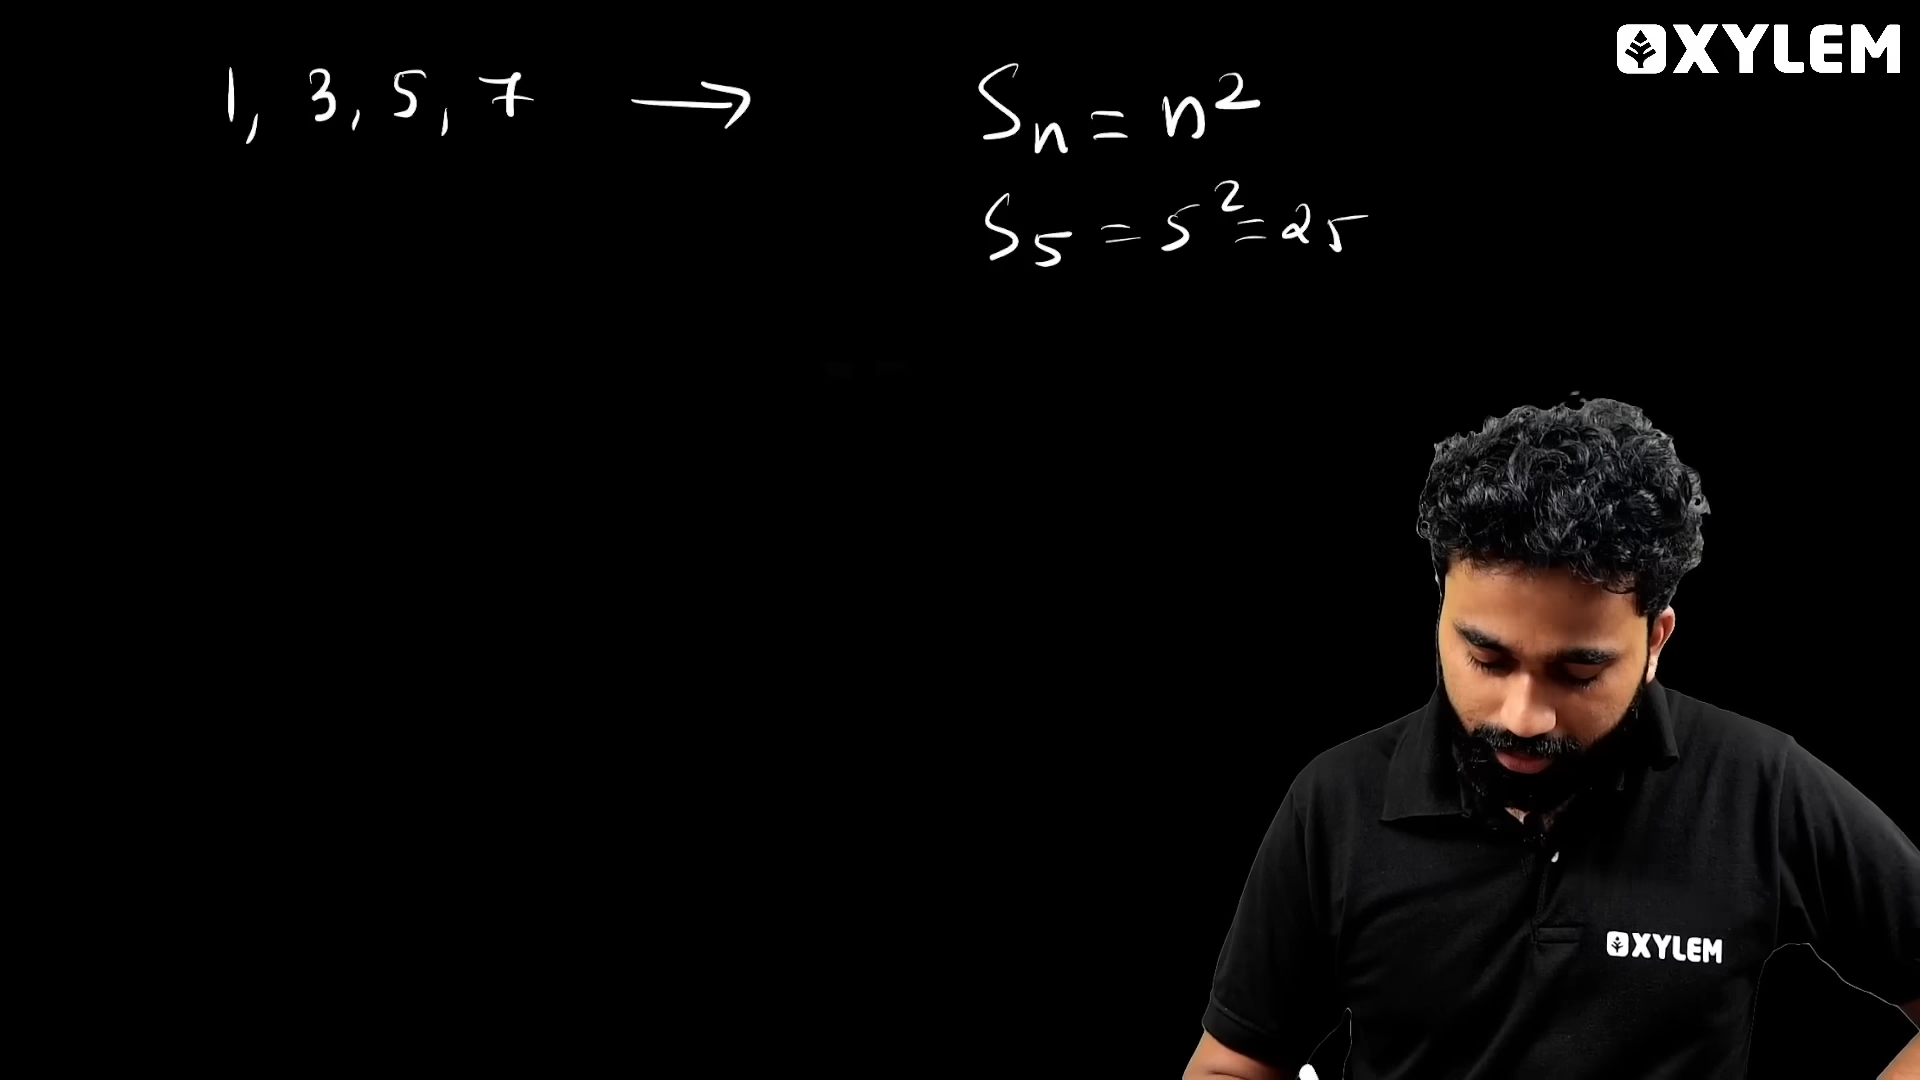 XYLEM
1, 3, 5, 7 → Sn = n²
S5 = 5² = 25
XYLEM